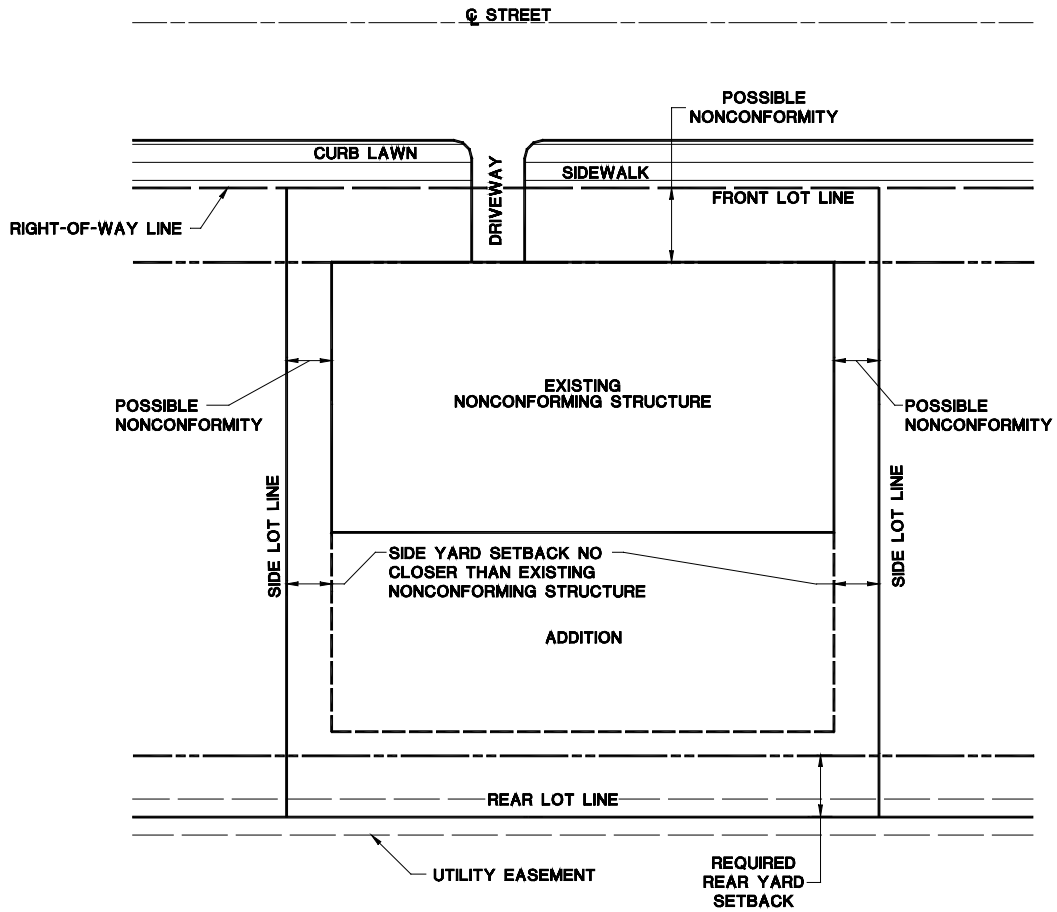 ℄ STREET
POSSIBLE
NONCONFORMITY
CURB LAWN
SIDEWALK
DRIVEWAY
FRONT LOT LINE
RIGHT-OF-WAY LINE
EXISTING
NONCONFORMING STRUCTURE
POSSIBLE
NONCONFORMITY
POSSIBLE
NONCONFORMITY
SIDE LOT LINE
SIDE LOT LINE
SIDE YARD SETBACK NO
CLOSER THAN EXISTING
NONCONFORMING STRUCTURE
ADDITION
REAR LOT LINE
UTILITY EASEMENT
REQUIRED
REAR YARD
SETBACK